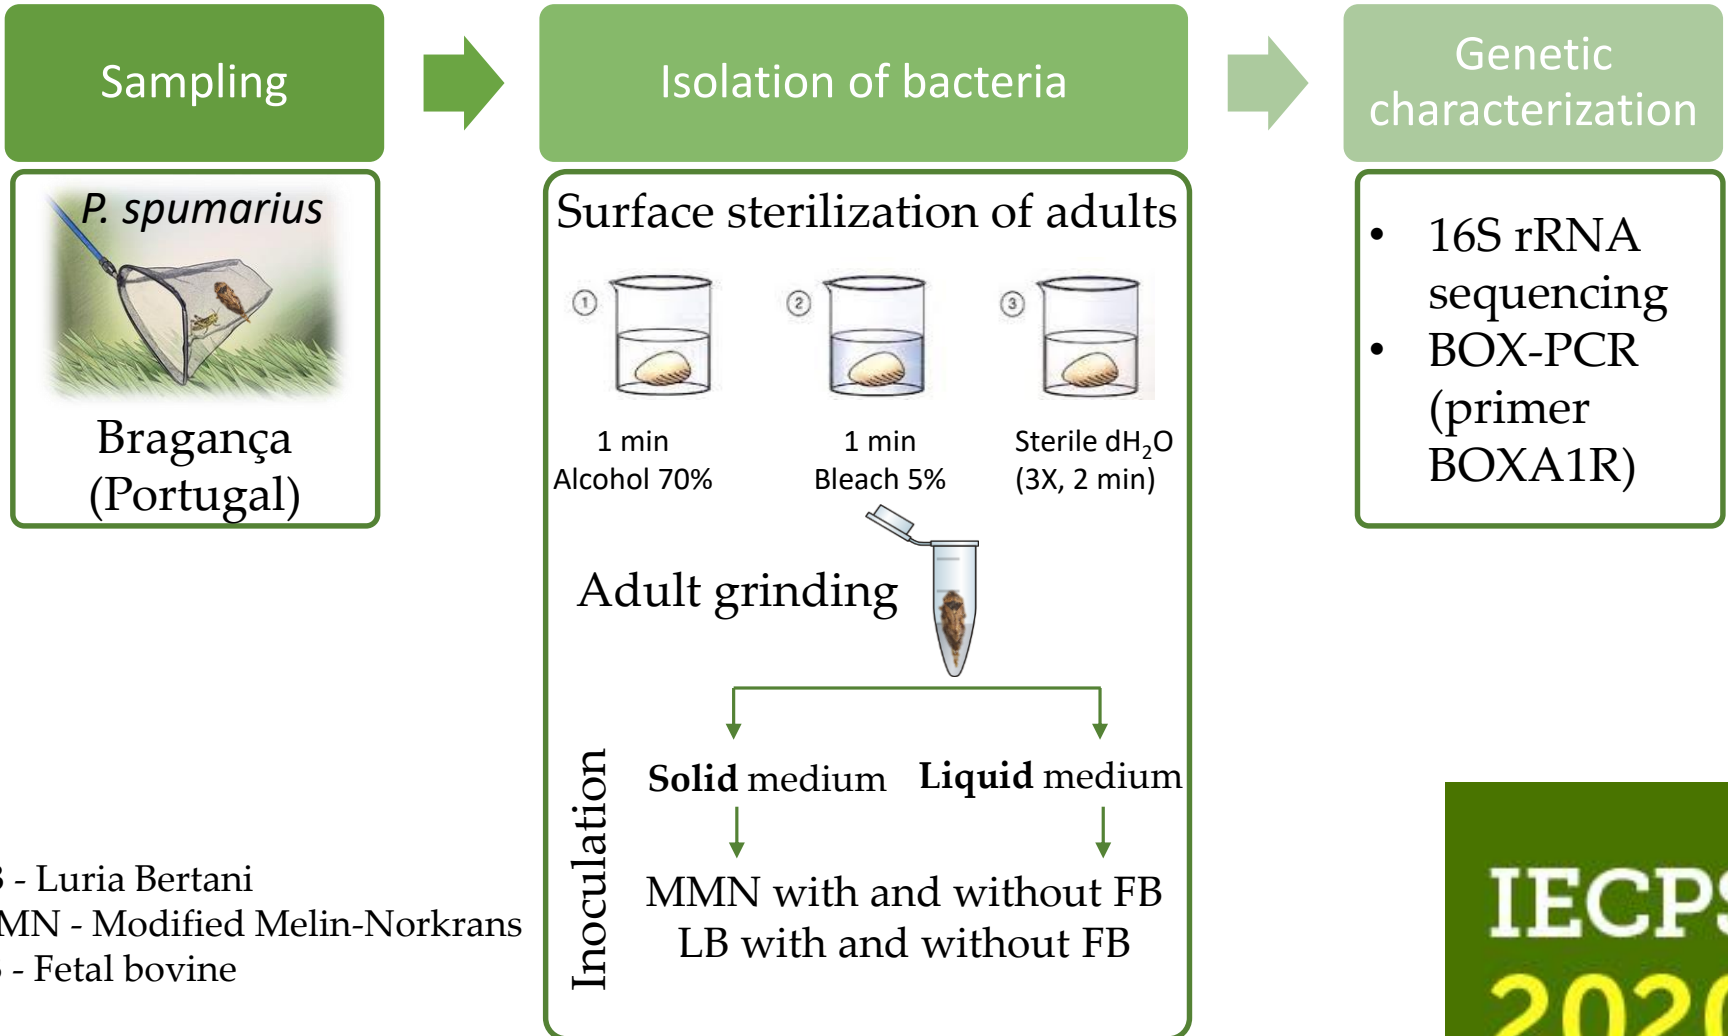 Sampling
Isolation of bacteria
Genetic
characterization
P. spumarius
Bragança
(Portugal)
Surface sterilization of adults
1
2
3
1 min
Alcohol 70%
1 min
Bleach 5%
Sterile dH₂O
(3X, 2 min)
Adult grinding
Inoculation
Solid medium
Liquid medium
MMN with and without FB
LB with and without FB
• 16S rRNA
sequencing
• BOX-PCR
(primer
BOXA1R)
- Luria Bertani
MN - Modified Melin-Norkrans
- Fetal bovine
IECPS
2020